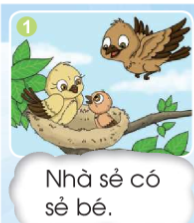 1
Nhà sẻ có
sẻ bé.